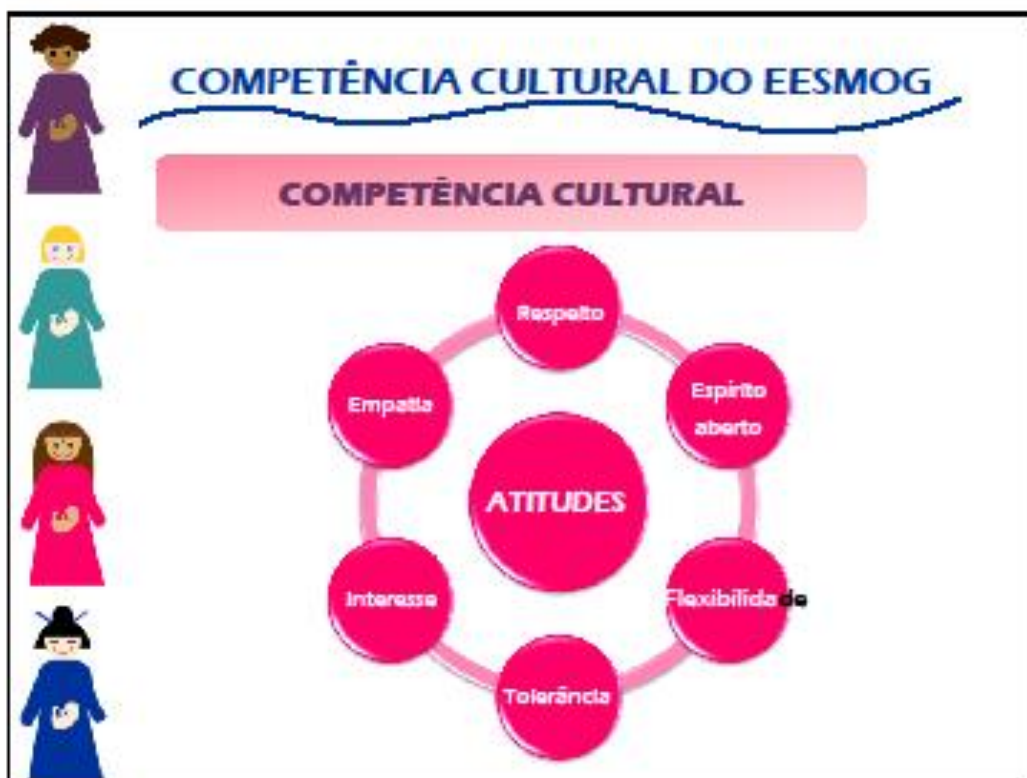 COMPETÊNCIA CULTURAL DO EESMOG
COMPETÊNCIA CULTURAL
Respeito
Espírito
aberto
Empatia
ATITUDES
Interesse
Flexibilidade
Tolerância